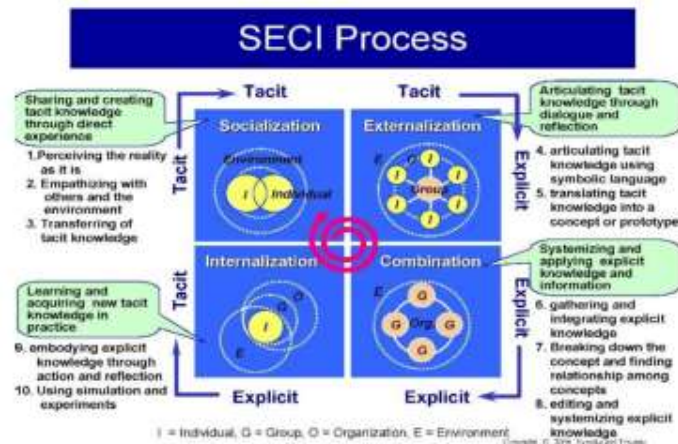 SECI Process
Tacit
Tacit
Sharing and creating
tacit knowledge
through direct
experience
1.Perceiving the reality
as it is
2. Empathizing with
others and the
environment
3. Transferring of
tacit knowledge
Tacit
Socialization
Environment
I
Individual
Externalization
E
O
I
I
I
Group
I
I
I
Explicit
Articulating tacit
knowledge through
dialogue and
reflection
4. articulating tacit
knowledge using
symbolic language
5. translating tacit
knowledge into a
concept or prototype
Learning and
acquiring new tacit
knowledge in
practice
9. embodying explicit
knowledge through
action and reflection
10. Using simulation and
experiments
Tacit
Internalization
O
G
I
E
Combination
E
G
G
Org.
G
G
Explicit
Systemizing and
applying explicit
knowledge and
information
6. gathering and
integrating explicit
knowledge
7. Breaking down the
concept and finding
relationship among
concepts
8. editing and
systemizing explicit
knowledge
Explicit
Explicit
I = Individual, G = Group, O = Organization, E = Environment